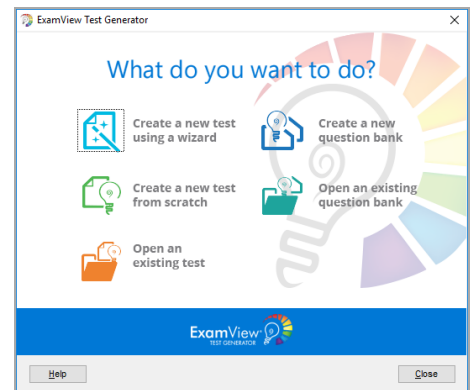 ExamView Test Generator
What do you want to do?
Create a new test
using a wizard
Create a new
question bank
Create a new test
from scratch
Open an existing
question bank
Open an
existing test
ExamView
TEST GENERATOR
Help
Close